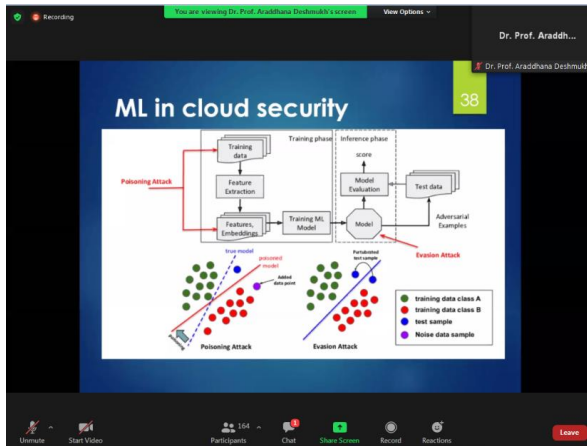 Recording
You are viewing Dr. Prof. Araddhana Deshmukh's screen
View Options
Dr. Prof. Araddh...
Dr. Prof. Araddhana Deshmukh
38
ML in cloud security
Training phase
Inference phase
Training
data
score
Poisoning Attack
Feature
Extraction
Model
Evaluation
Test data
Features,
Embeddings
Training ML
Model
Model
Adversarial
Examples
Evasion Attack
true model
poisoned
model
Added
data point
Perturbated
test sample
training data class A
training data class B
test sample
Noise data sample
poisoning
Poisoning Attack
Evasion Attack
164
1
Unmute
Start Video
Participants
Chat
Share Screen
Record
Reactions
Leave